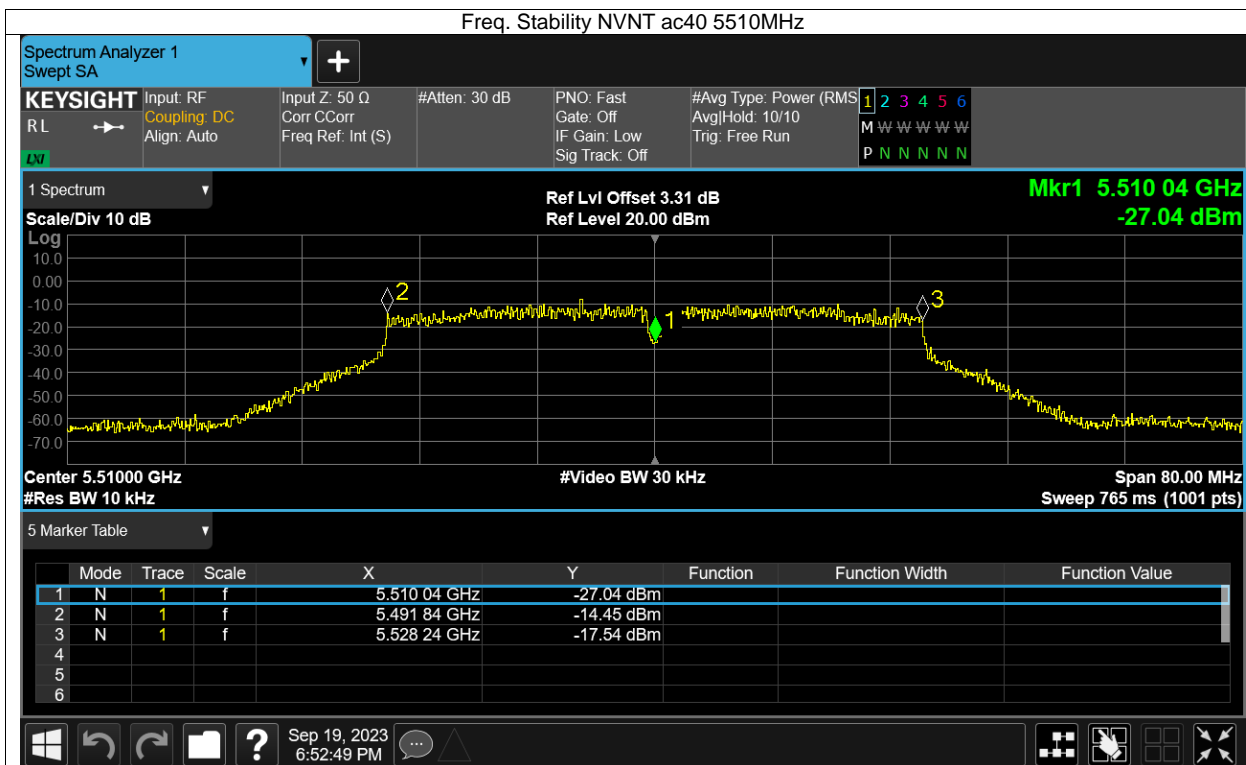 Freq. Stability NVNT ac40 5510MHz
Spectrum Analyzer 1
Swept SA
KEYSIGHT
RL
LXI
Input: RF
Coupling: DC
Align: Auto
Input Z: 50 Ω
Corr CCorr
Freq Ref: Int (S)
#Atten: 30 dB
PNO: Fast
Gate: Off
IF Gain: Low
Sig Track: Off
#Avg Type: Power (RMS
Avg|Hold: 10/10
Trig: Free Run
1 2 3 4 5 6
M W W W W W
P N N N N N
1 Spectrum
Scale/Div 10 dB
Ref Lvl Offset 3.31 dB
Ref Level 20.00 dBm
Mkr1 5.510 04 GHz
-27.04 dBm
Log
10.0
0.00
-10.0
-20.0
-30.0
-40.0
-50.0
-60.0
-70.0
2
1
3
Center 5.51000 GHz
#Video BW 30 kHz
Span 80.00 MHz
#Res BW 10 kHz
Sweep 765 ms (1001 pts)
5 Marker Table
Mode Trace Scale X Y Function Function Width Function Value
1 N 1 f 5.510 04 GHz -27.04 dBm
2 N 1 f 5.491 84 GHz -14.45 dBm
3 N 1 f 5.528 24 GHz -17.54 dBm
4
5
6
?
Sep 19, 2023
6:52:49 PM